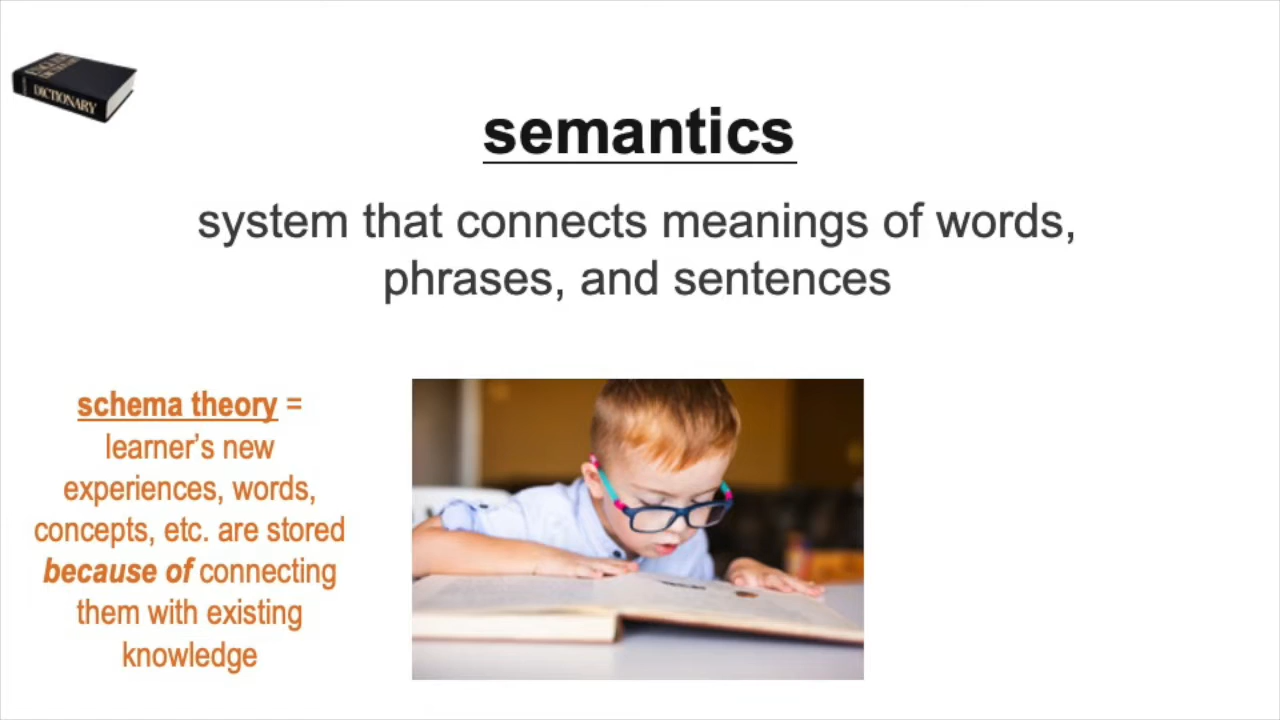 DICTIONARY
semantics
system that connects meanings of words,
phrases, and sentences
schema theory =
learner's new
experiences, words,
concepts, etc. are stored
because of connecting
them with existing
knowledge